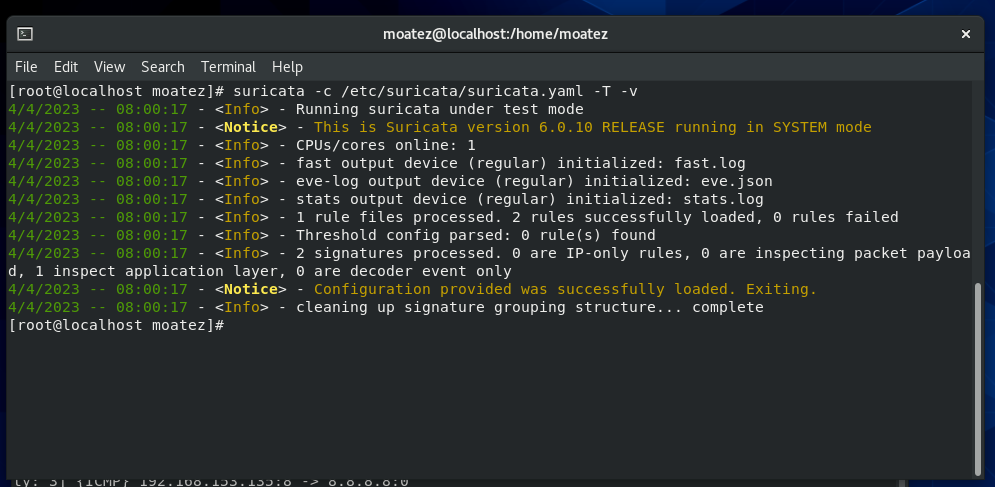 moatez@localhost:/home/moatez
File Edit View Search Terminal Help
[root@localhost moatez]# suricata -c /etc/suricata/suricata.yaml -T -v
4/4/2023 -- 08:00:17 - <Info> - Running suricata under test mode
4/4/2023 -- 08:00:17 - <Notice> - This is Suricata version 6.0.10 RELEASE running in SYSTEM mode
4/4/2023 -- 08:00:17 - <Info> - CPUs/cores online: 1
4/4/2023 -- 08:00:17 - <Info> - fast output device (regular) initialized: fast.log
4/4/2023 -- 08:00:17 - <Info> - eve-log output device (regular) initialized: eve.json
4/4/2023 -- 08:00:17 - <Info> - stats output device (regular) initialized: stats.log
4/4/2023 -- 08:00:17 - <Info> - 1 rule files processed. 2 rules successfully loaded, 0 rules failed
4/4/2023 -- 08:00:17 - <Info> - Threshold config parsed: 0 rule(s) found
4/4/2023 -- 08:00:17 - <Info> - 2 signatures processed. 0 are IP-only rules, 0 are inspecting packet payloa
d, 1 inspect application layer, 0 are decoder event only
4/4/2023 -- 08:00:17 - <Notice> - Configuration provided was successfully loaded. Exiting.
4/4/2023 -- 08:00:17 - <Info> - cleaning up signature grouping structure... complete
[root@localhost moatez]#
ty: 3] {ICMP} 192.168.153.135:8 -> 8.8.8.8:0